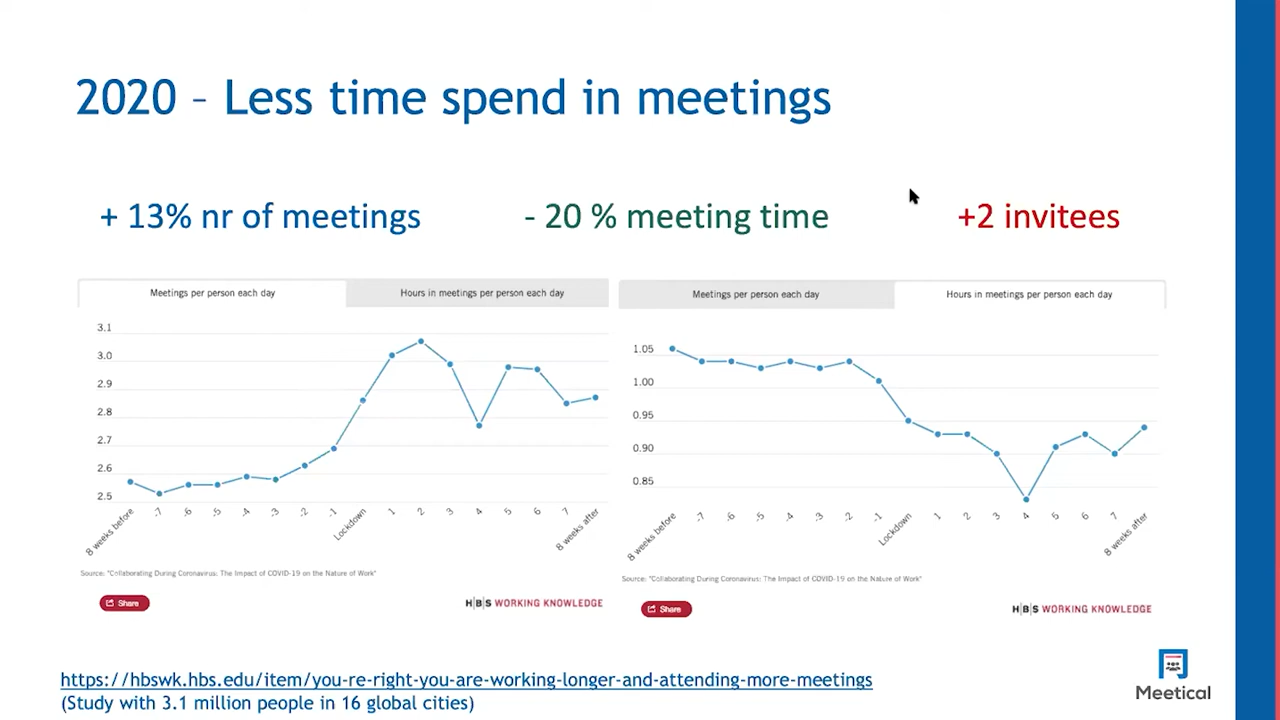 2020 – Less time spend in meetings
+ 13% nr of meetings
- 20 % meeting time
+2 invitees
Meetings per person each day
Hours in meetings per person each day
3.1
3.0
2.9
2.8
2.7
2.6
2.5
8 weeks before
-7
-6
-5
-4
-3
-2
-1
Lockdown
1
2
3
4
5
6
7
8 weeks after
Source: "Collaborating During Coronavirus: The Impact of COVID-19 on the Nature of Work"
Share
H|B|S WORKING KNOWLEDGE
Meetings per person each day
Hours in meetings per person each day
1.05
1.00
0.95
0.90
0.85
8 weeks before
-7
-6
-5
-4
-3
-2
-1
Lockdown
1
2
3
4
5
6
7
8 weeks after
Source: "Collaborating During Coronavirus: The Impact of COVID-19 on the Nature of Work"
Share
H|B|S WORKING KNOWLEDGE
https://hbswk.hbs.edu/item/you-re-right-you-are-working-longer-and-attending-more-meetings
(Study with 3.1 million people in 16 global cities)
Meetical